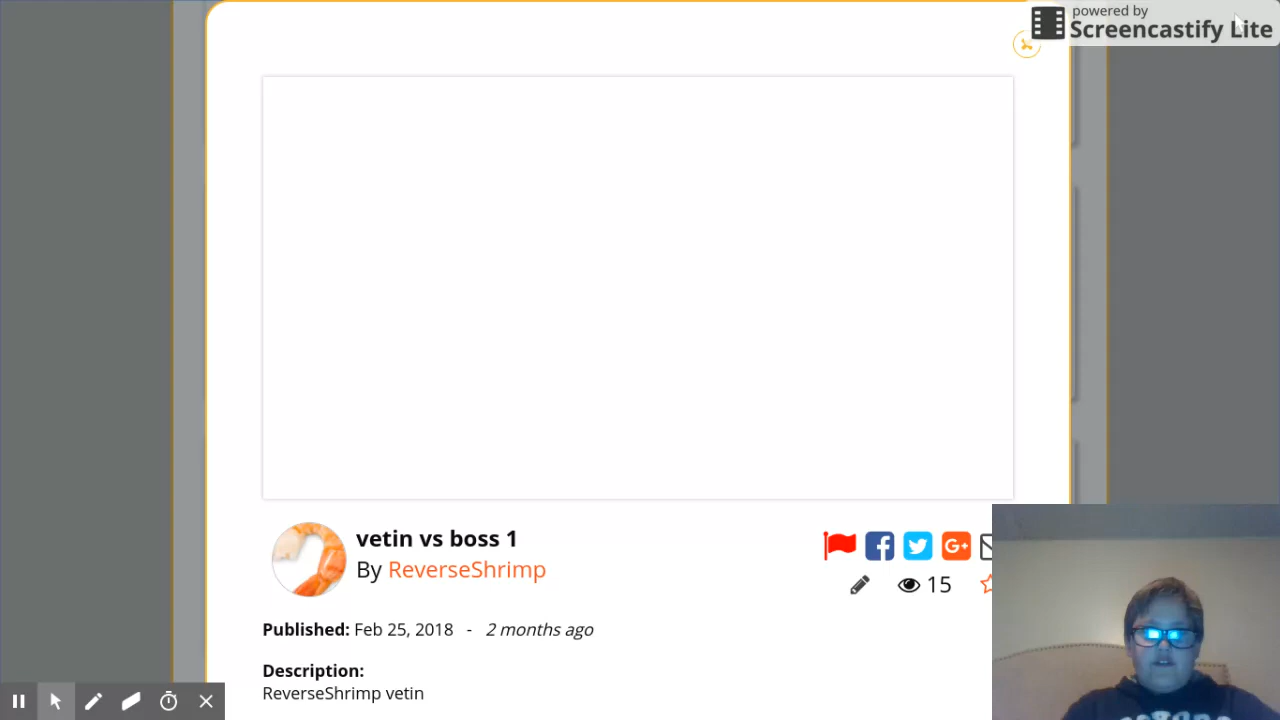 powered by
Screencastify Lite
vetin vs boss 1
By ReverseShrimp
G+
15
Published: Feb 25, 2018 - 2 months ago
Description:
ReverseShrimp vetin